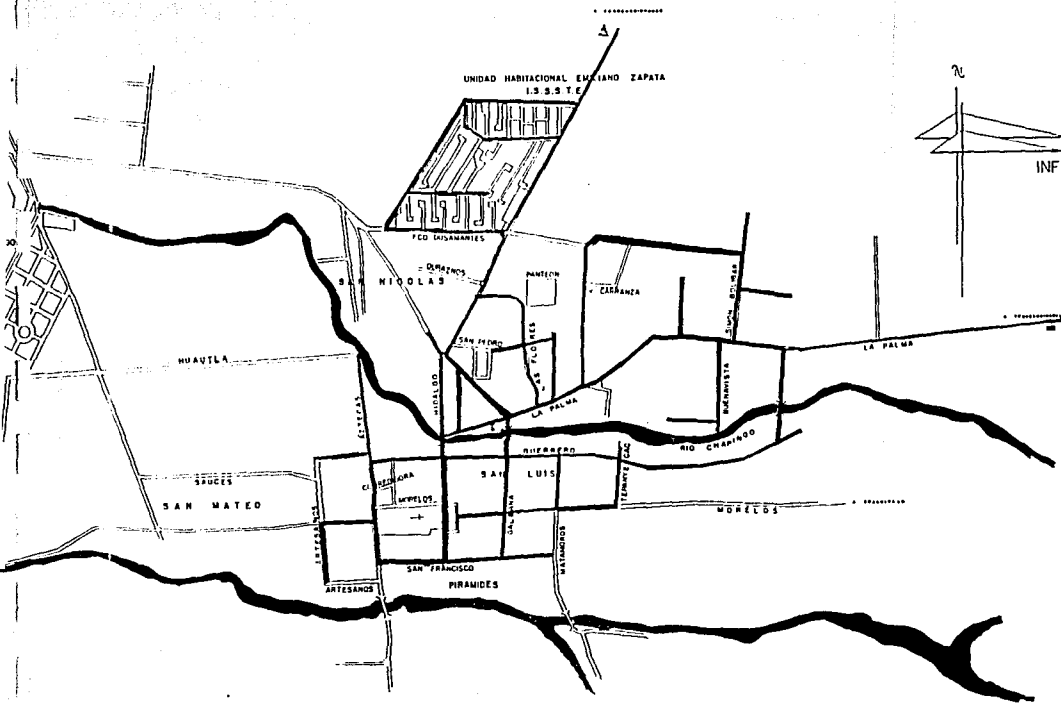 N
INF
UNIDAD HABITACIONAL EMILIANO ZAPATA
I.S.S.S.T.E
DURAZNOS
PANTEON
SAN NICOLAS
CARRANZA
SIMON BOLIVAR
SAN PEDRO
LAS FLORES
LA PALMA
HUAUTLA
HIDALGO
BUENAVISTA
LA PALMA
AZTECAS
RIO CHAPINGO
GUERRERO
SAN LUIS
SAUCES
CORREGIDORA
MORELOS
SAN MATEO
MORELOS
ARTESANOS
GALEANA
MATAMOROS
SAN FRANCISCO
ARTESANOS
PIRAMIDES